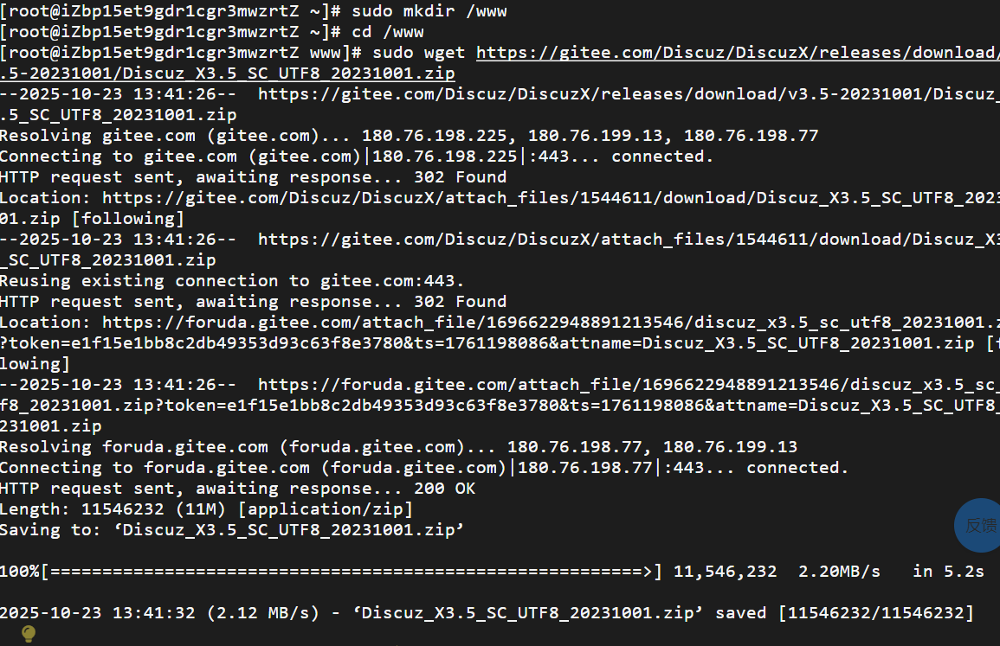 [root@iZbp15et9gdr1cgr3mwzrtZ ~]# sudo mkdir /www
[root@iZbp15et9gdr1cgr3mwzrtZ ~]# cd /www
[root@iZbp15et9gdr1cgr3mwzrtZ www]# sudo wget https://gitee.com/Discuz/DiscuzX/releases/download/
.5-20231001/Discuz_X3.5_SC_UTF8_20231001.zip
--2025-10-23 13:41:26--  https://gitee.com/Discuz/DiscuzX/releases/download/v3.5-20231001/Discuz_
.5_SC_UTF8_20231001.zip
Resolving gitee.com (gitee.com)... 180.76.198.225, 180.76.199.13, 180.76.198.77
Connecting to gitee.com (gitee.com)|180.76.198.225|:443... connected.
HTTP request sent, awaiting response... 302 Found
Location: https://gitee.com/Discuz/DiscuzX/attach_files/1544611/download/Discuz_X3.5_SC_UTF8_2023
01.zip [following]
--2025-10-23 13:41:26--  https://gitee.com/Discuz/DiscuzX/attach_files/1544611/download/Discuz_X3
_SC_UTF8_20231001.zip
Reusing existing connection to gitee.com:443.
HTTP request sent, awaiting response... 302 Found
Location: https://foruda.gitee.com/attach_file/1696622948891213546/discuz_x3.5_sc_utf8_20231001.z
?token=e1f15e1bb8c2db49353d93c63f8e3780&ts=1761198086&attname=Discuz_X3.5_SC_UTF8_20231001.zip [f
lowing]
--2025-10-23 13:41:26--  https://foruda.gitee.com/attach_file/1696622948891213546/discuz_x3.5_sc_
f8_20231001.zip?token=e1f15e1bb8c2db49353d93c63f8e3780&ts=1761198086&attname=Discuz_X3.5_SC_UTF8_
231001.zip
Resolving foruda.gitee.com (foruda.gitee.com)... 180.76.198.77, 180.76.199.13
Connecting to foruda.gitee.com (foruda.gitee.com)|180.76.198.77|:443... connected.
HTTP request sent, awaiting response... 200 OK
Length: 11546232 (11M) [application/zip]
Saving to: ‘Discuz_X3.5_SC_UTF8_20231001.zip’
反馈
100%[=========================================================>] 11,546,232  2.20MB/s   in 5.2s
2025-10-23 13:41:32 (2.12 MB/s) - ‘Discuz_X3.5_SC_UTF8_20231001.zip’ saved [11546232/11546232]